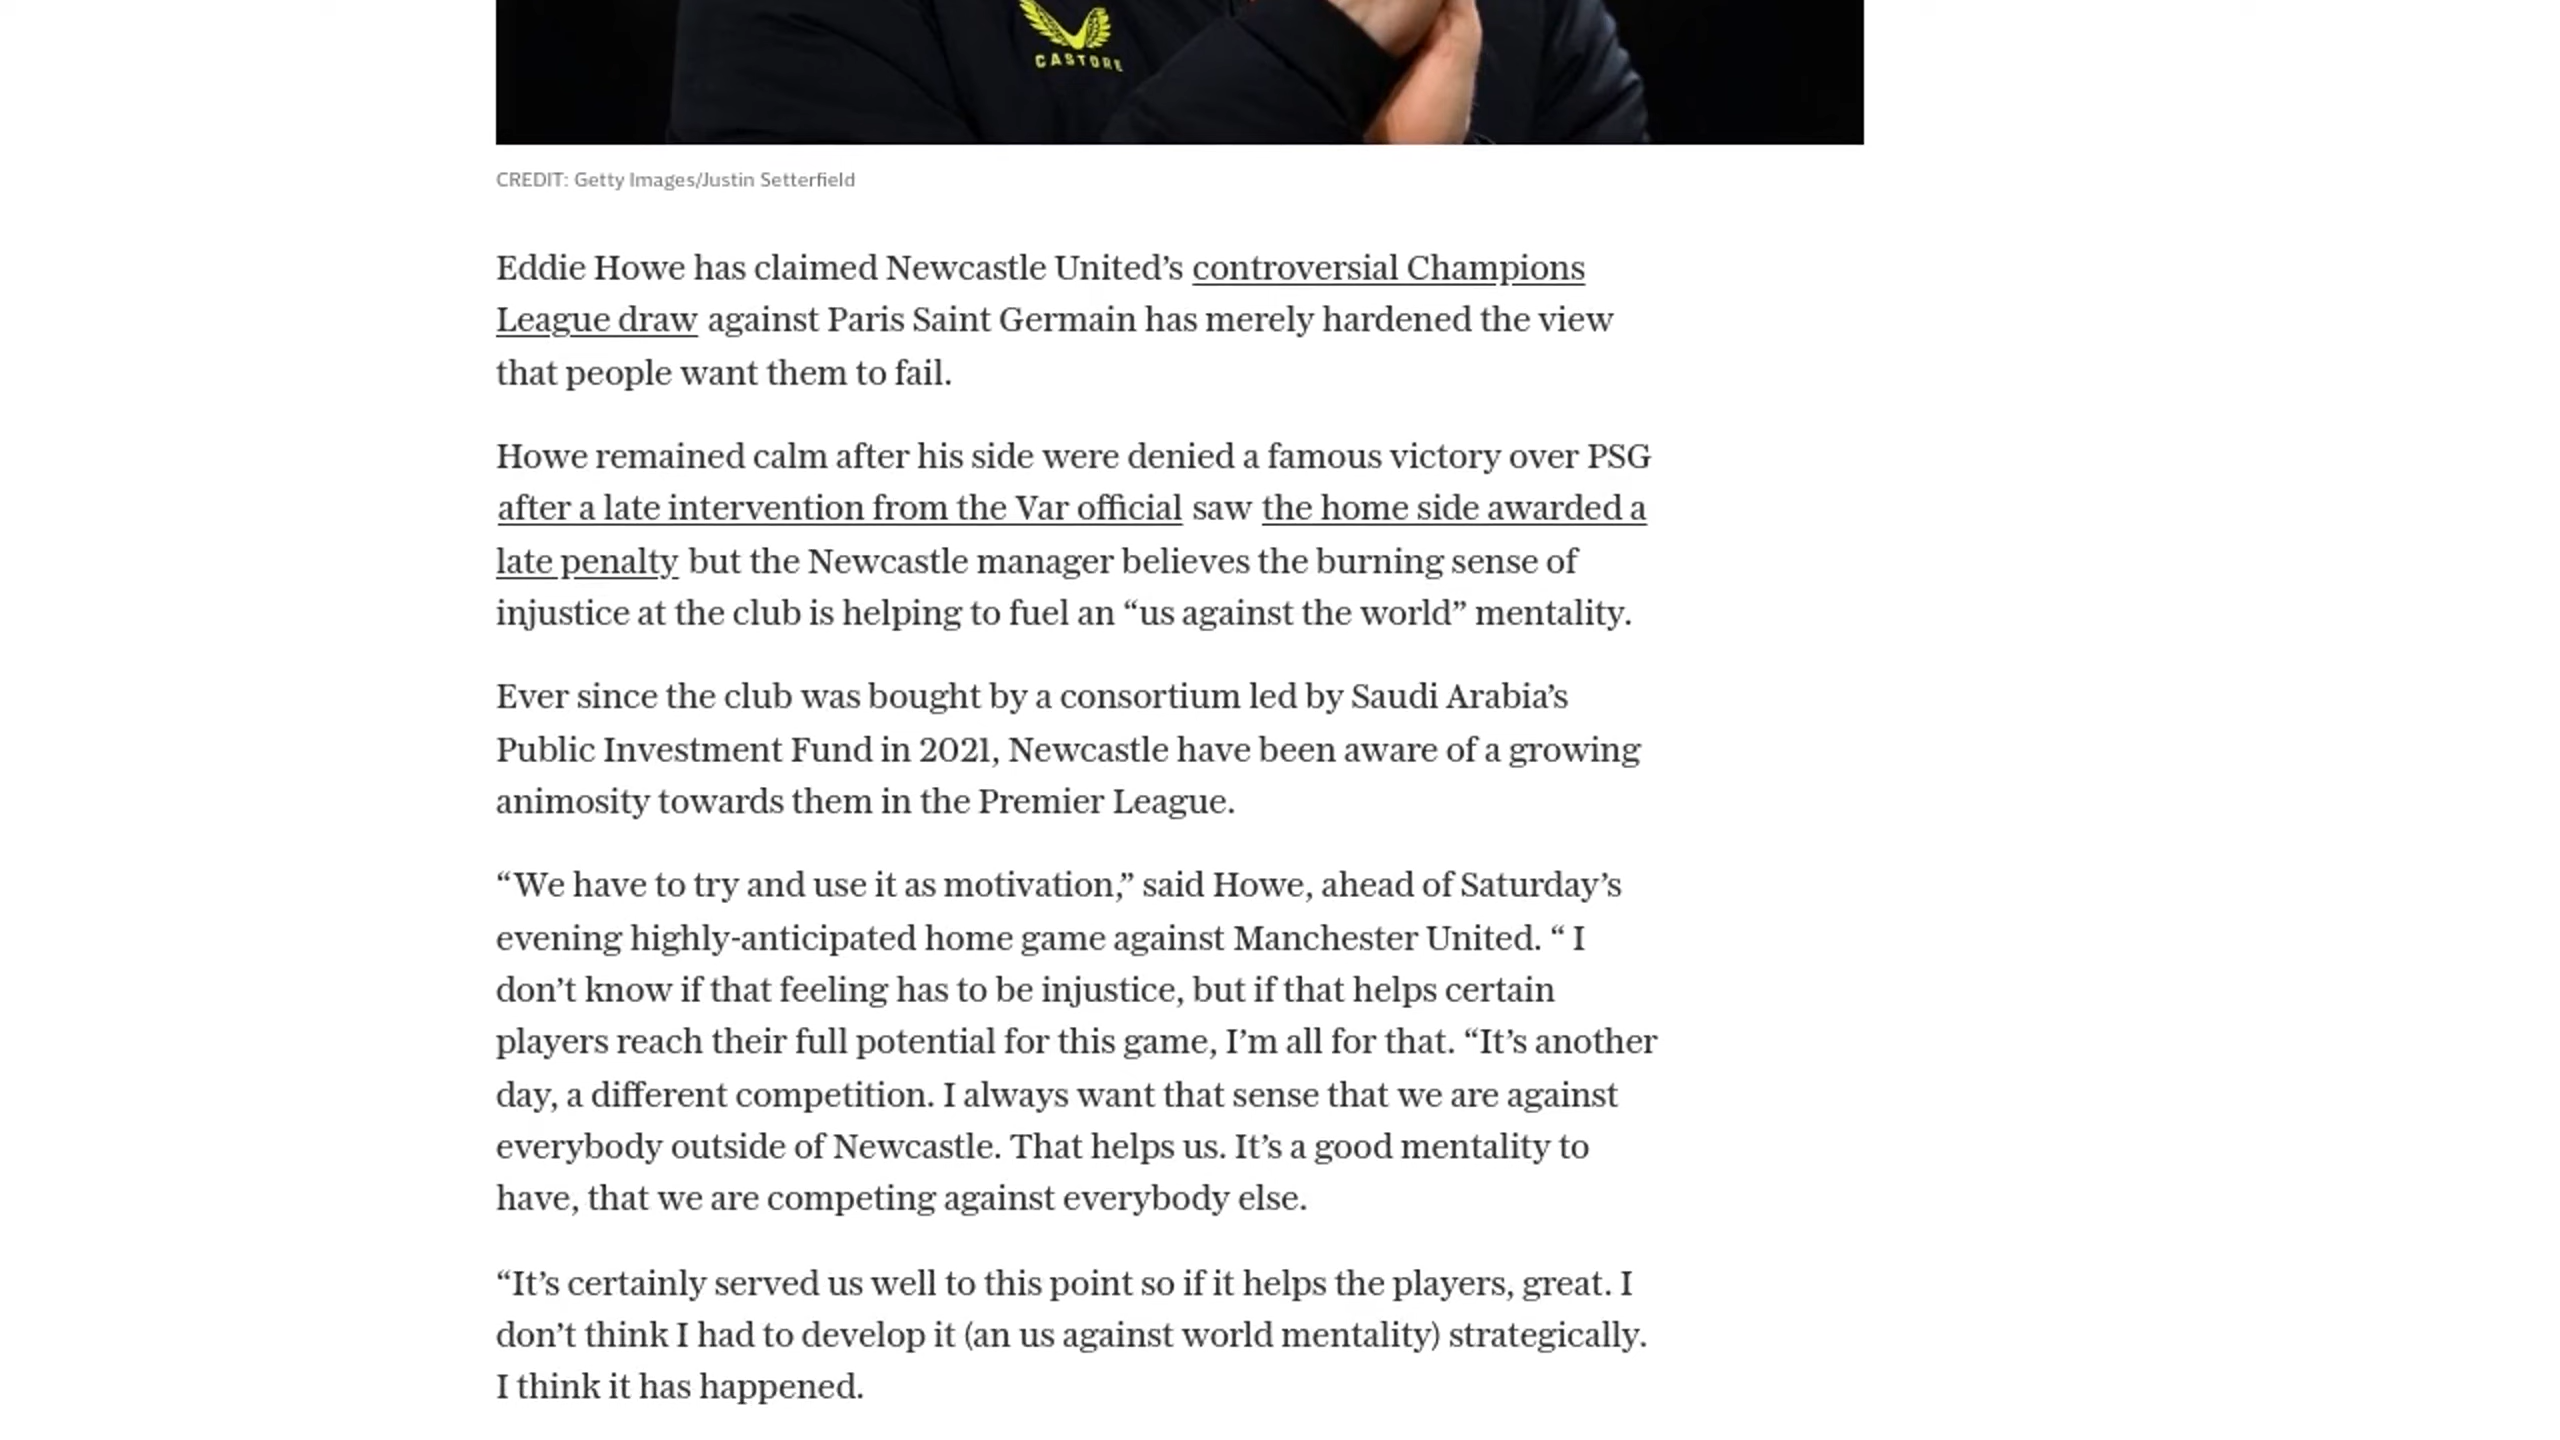 CASTORE
CREDIT: Getty Images/Justin Setterfield
Eddie Howe has claimed Newcastle United’s controversial Champions
League draw against Paris Saint Germain has merely hardened the view
that people want them to fail.
Howe remained calm after his side were denied a famous victory over PSG
after a late intervention from the Var official saw the home side awarded a
late penalty but the Newcastle manager believes the burning sense of
injustice at the club is helping to fuel an “us against the world” mentality.
Ever since the club was bought by a consortium led by Saudi Arabia’s
Public Investment Fund in 2021, Newcastle have been aware of a growing
animosity towards them in the Premier League.
“We have to try and use it as motivation,” said Howe, ahead of Saturday’s
evening highly-anticipated home game against Manchester United. “ I
don’t know if that feeling has to be injustice, but if that helps certain
players reach their full potential for this game, I’m all for that. “It’s another
day, a different competition. I always want that sense that we are against
everybody outside of Newcastle. That helps us. It’s a good mentality to
have, that we are competing against everybody else.
“It’s certainly served us well to this point so if it helps the players, great. I
don’t think I had to develop it (an us against world mentality) strategically.
I think it has happened.